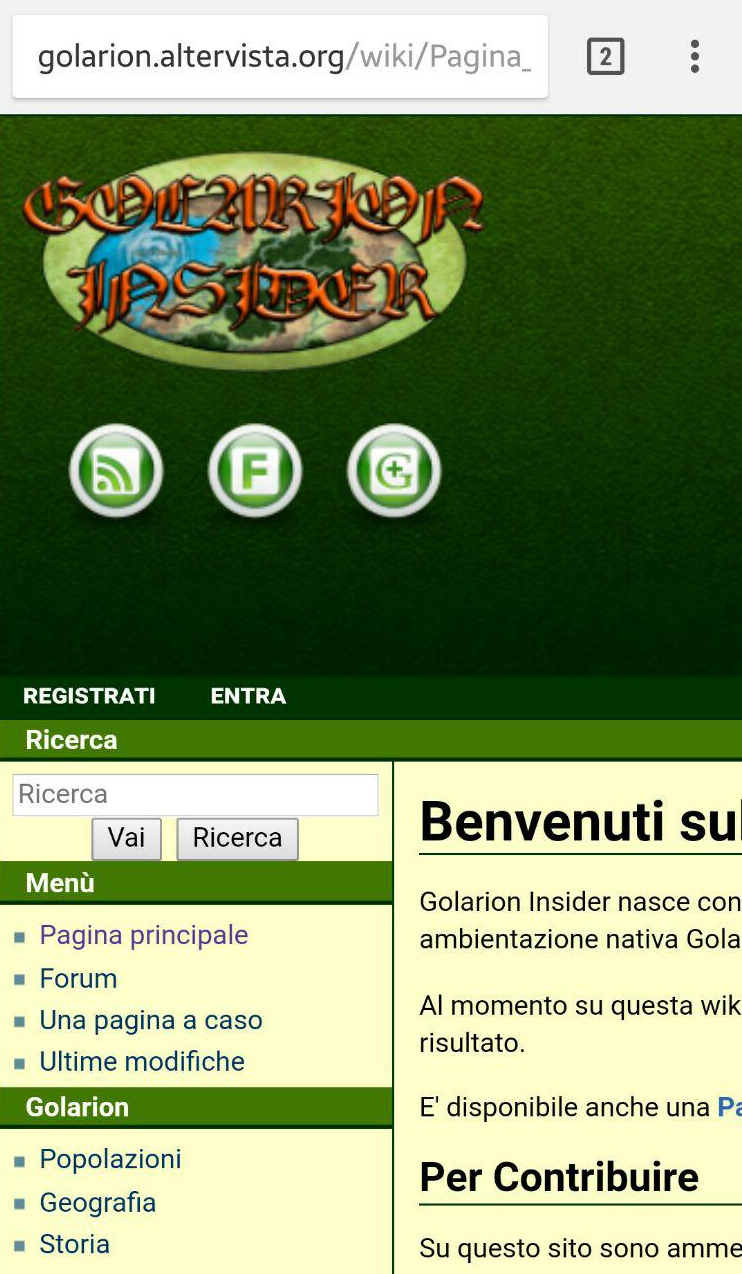 golarion.altervista.org/wiki/Pagina_
2
GOLARION
INSIDER
F
G+
REGISTRATI ENTRA
Ricerca
Ricerca
Vai Ricerca
Menù
Pagina principale
Forum
Una pagina a caso
Ultime modifiche
Golarion
Popolazioni
Geografia
Storia
Benvenuti sul
Golarion Insider nasce con
ambientazione nativa Gola
Al momento su questa wik
risultato.
E' disponibile anche una Pa
Per Contribuire
Su questo sito sono amme